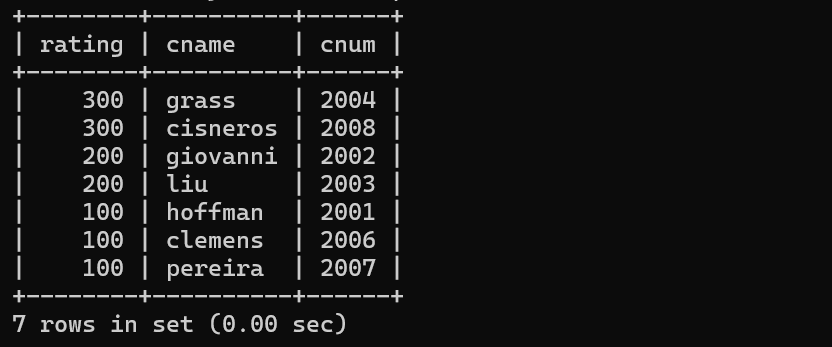 +--------+----------+------+
| rating | cname    | cnum |
+--------+----------+------+
|    300 | grass    | 2004 |
|    300 | cisneros | 2008 |
|    200 | giovanni | 2002 |
|    200 | liu      | 2003 |
|    100 | hoffman  | 2001 |
|    100 | clemens  | 2006 |
|    100 | pereira  | 2007 |
+--------+----------+------+
7 rows in set (0.00 sec)